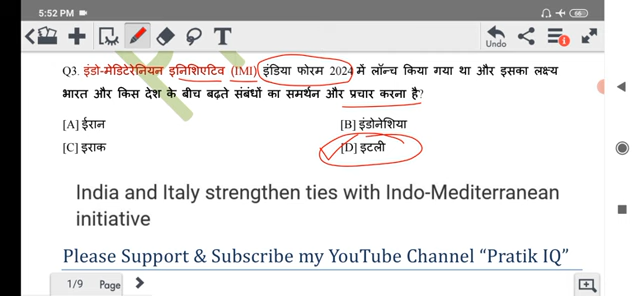 5:52 PM
66
Undo
Q3. इंडो-मेडिटेरेनियन इनिशिएटिव (IMI) इंडिया फोरम 2024 में लॉन्च किया गया था और इसका लक्ष्य
भारत और किस देश के बीच बढ़ते संबंधों का समर्थन और प्रचार करना है?
[A] ईरान [B] इंडोनेशिया
[C] इराक [D] इटली
India and Italy strengthen ties with Indo-Mediterranean
initiative
Please Support & Subscribe my YouTube Channel “Pratik IQ”
1/9 Page